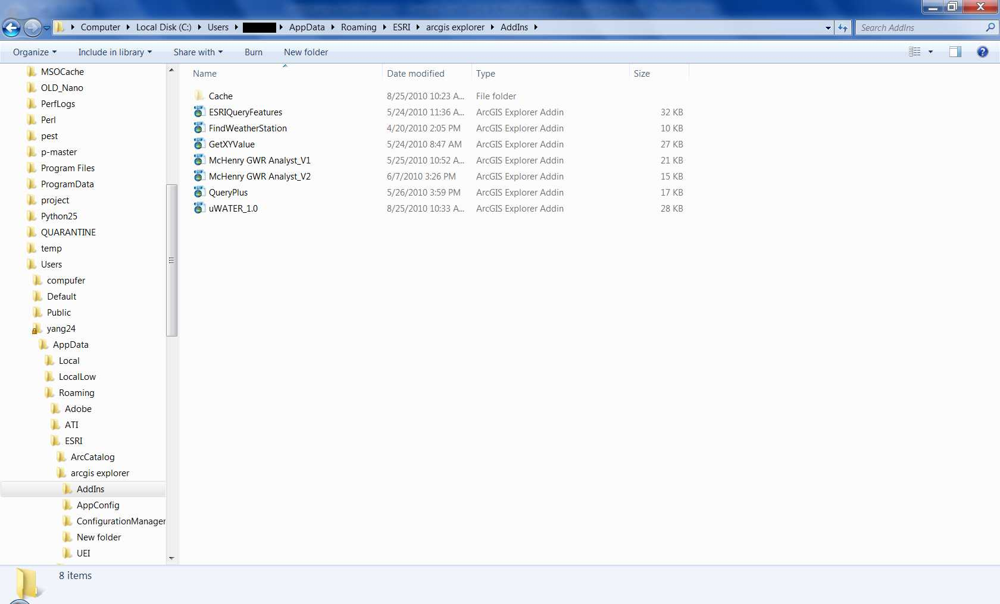 Computer Local Disk (C:) Users AppData Roaming ESRI arcgis explorer AddIns
Search AddIns
Organize Include in library Share with Burn New folder
Name Date modified Type Size
Cache 8/25/2010 10:23 A... File folder
ESRIQueryFeatures 5/24/2010 11:36 A... ArcGIS Explorer Addin 32 KB
FindWeatherStation 4/20/2010 2:05 PM ArcGIS Explorer Addin 10 KB
GetXYValue 5/24/2010 8:47 AM ArcGIS Explorer Addin 27 KB
McHenry GWR Analyst_V1 5/25/2010 10:52 A... ArcGIS Explorer Addin 21 KB
McHenry GWR Analyst_V2 6/7/2010 3:26 PM ArcGIS Explorer Addin 15 KB
QueryPlus 5/26/2010 3:59 PM ArcGIS Explorer Addin 17 KB
uWATER_1.0 8/25/2010 10:33 A... ArcGIS Explorer Addin 28 KB
MSOCache
OLD_Nano
PerfLogs
Perl
pest
p-master
Program Files
ProgramData
project
Python25
QUARANTINE
temp
Users
compufer
Default
Public
yang24
AppData
Local
LocalLow
Roaming
Adobe
ATI
ESRI
ArcCatalog
arcgis explorer
AddIns
AppConfig
ConfigurationManager
New folder
UEI
8 items